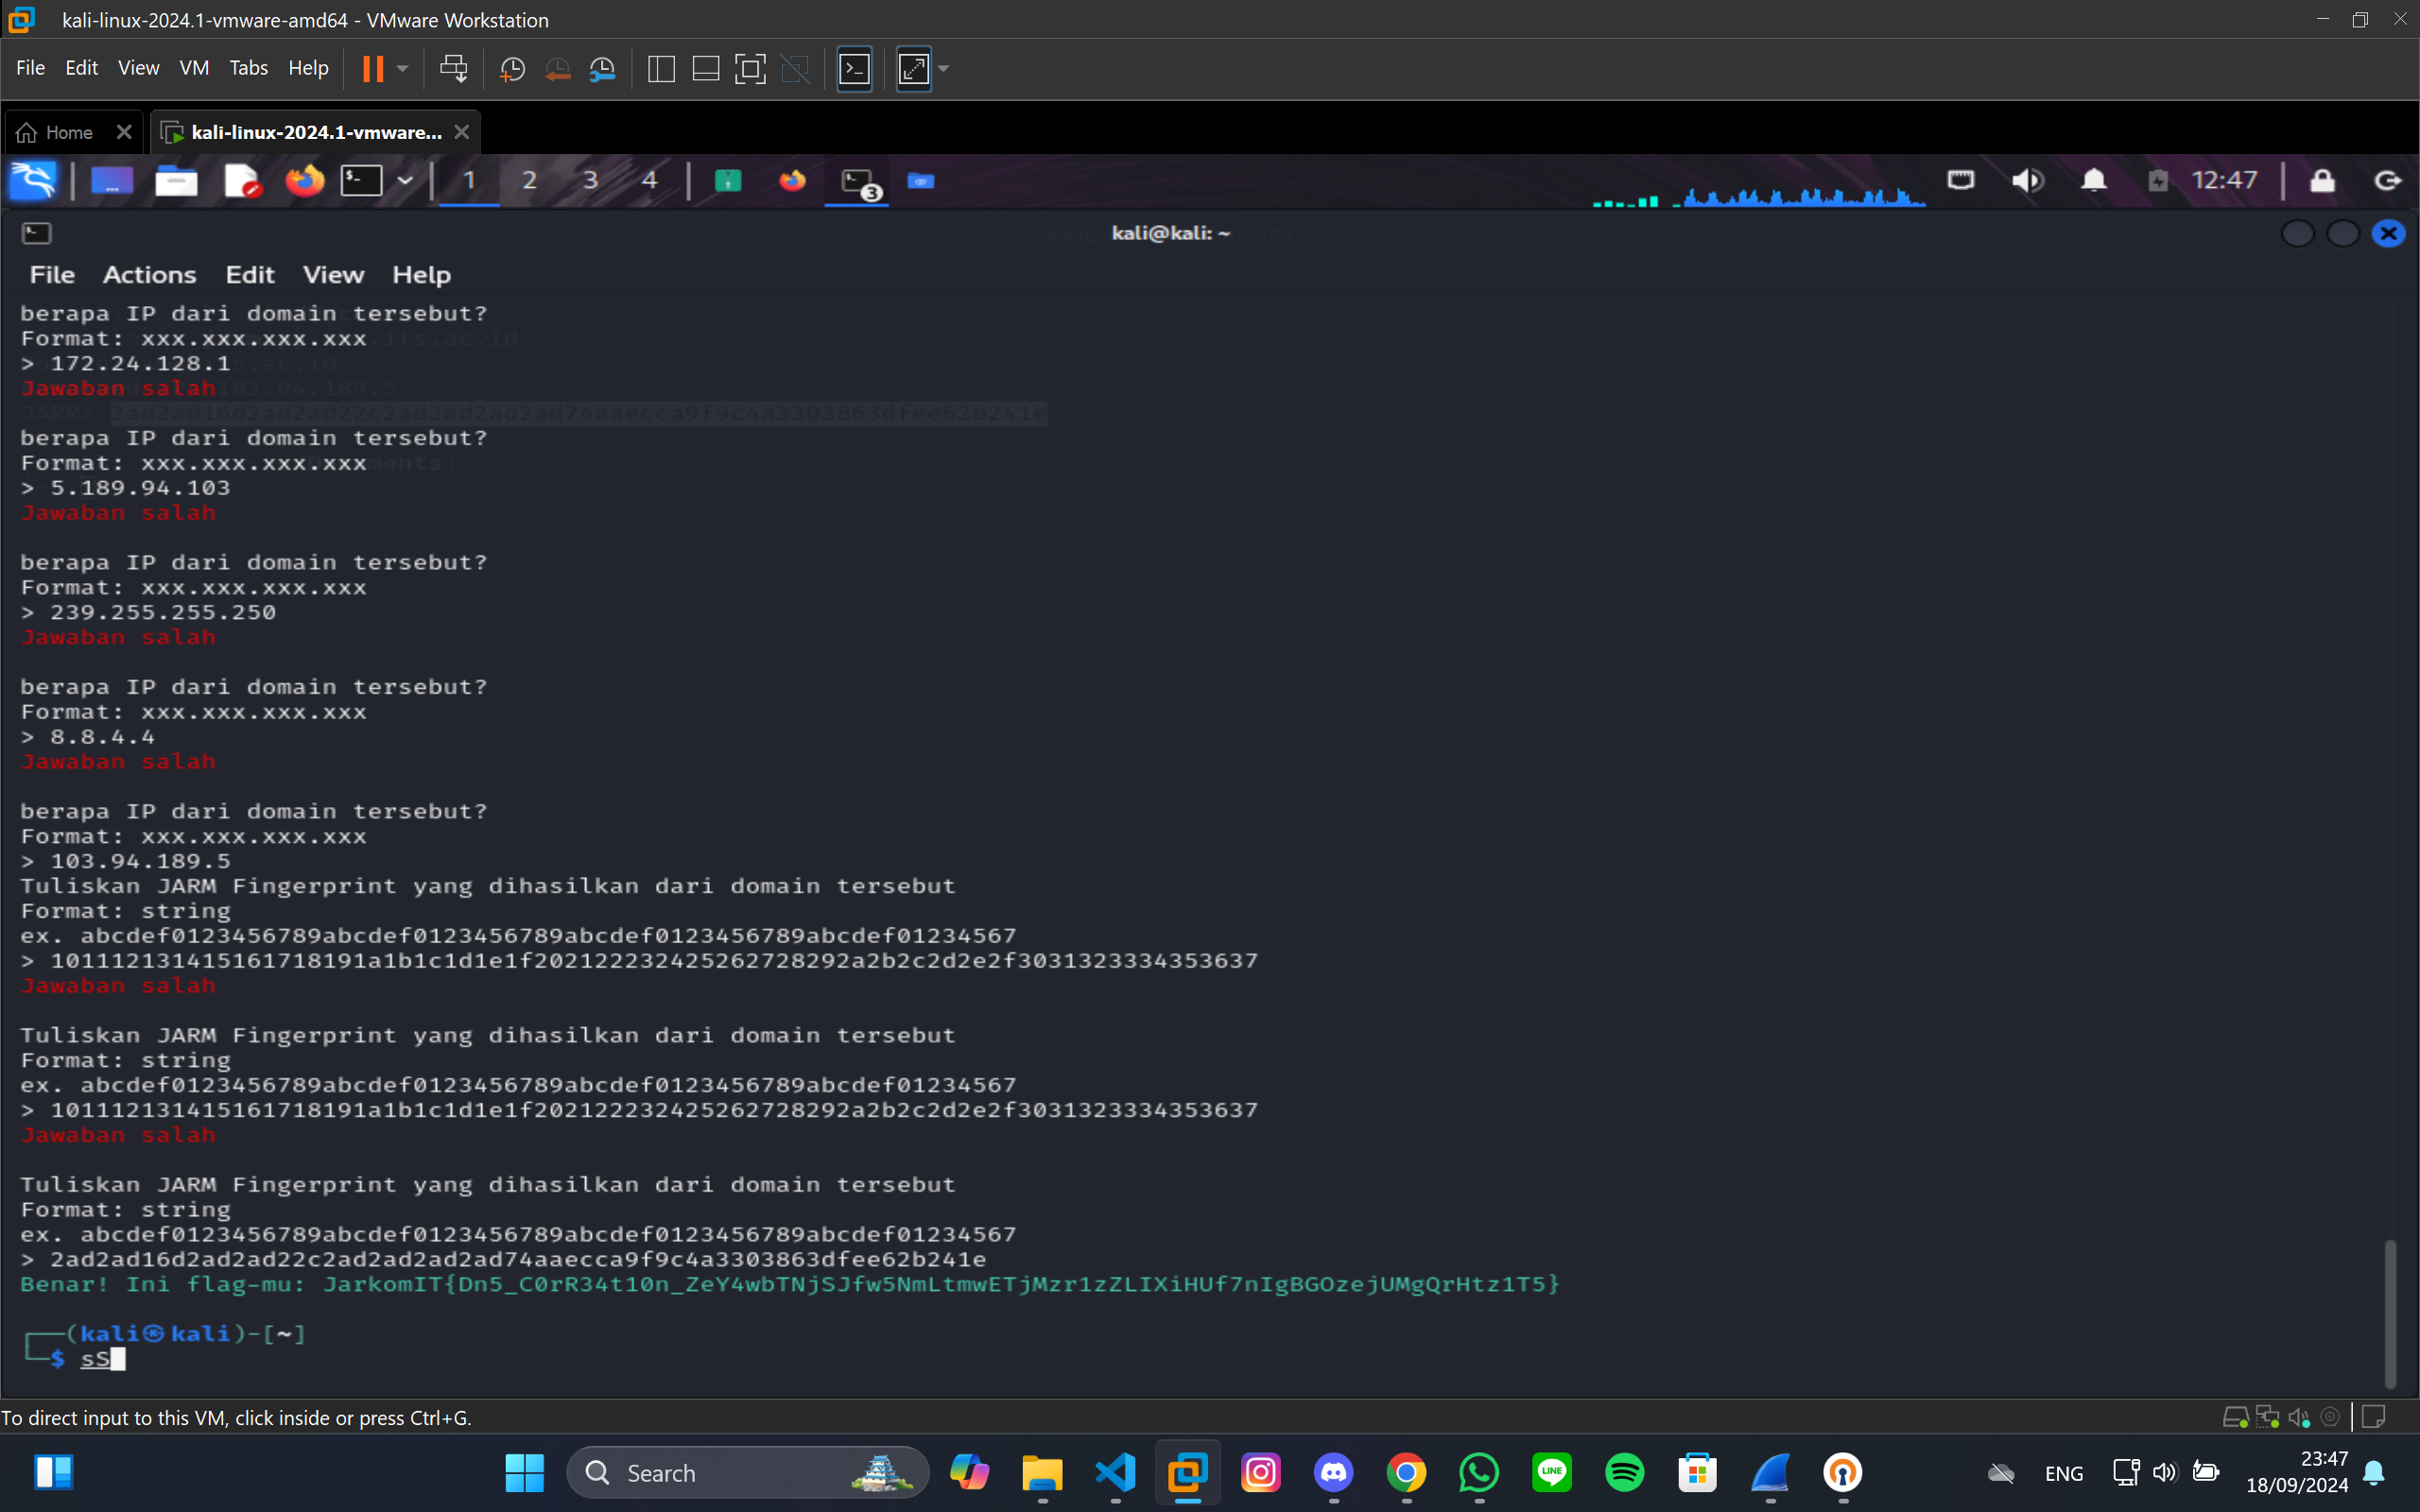 kali-linux-2024.1-vmware-amd64 - VMware Workstation
File Edit View VM Tabs Help
Home
kali-linux-2024.1-vmware...
1 2 3 4
3
12:47
kali@kali: ~
File Actions Edit View Help
berapa IP dari domain tersebut?
Format: xxx.xxx.xxx.xxx
> 172.24.128.1
Jawaban salah
JARM: 2ad2ad16d2ad2ad22c2ad2ad2ad2ad74aaecca9f9c4a3303863dfee62b241e
berapa IP dari domain tersebut?
Format: xxx.xxx.xxx.xxx
> 5.189.94.103
Jawaban salah
berapa IP dari domain tersebut?
Format: xxx.xxx.xxx.xxx
> 239.255.255.250
Jawaban salah
berapa IP dari domain tersebut?
Format: xxx.xxx.xxx.xxx
> 8.8.4.4
Jawaban salah
berapa IP dari domain tersebut?
Format: xxx.xxx.xxx.xxx
> 103.94.189.5
Tuliskan JARM Fingerprint yang dihasilkan dari domain tersebut
Format: string
ex. abcdef0123456789abcdef0123456789abcdef0123456789abcdef01234567
> 101112131415161718191a1b1c1d1e1f202122232425262728292a2b2c2d2e2f3031323334353637
Jawaban salah
Tuliskan JARM Fingerprint yang dihasilkan dari domain tersebut
Format: string
ex. abcdef0123456789abcdef0123456789abcdef0123456789abcdef01234567
> 101112131415161718191a1b1c1d1e1f202122232425262728292a2b2c2d2e2f3031323334353637
Jawaban salah
Tuliskan JARM Fingerprint yang dihasilkan dari domain tersebut
Format: string
ex. abcdef0123456789abcdef0123456789abcdef0123456789abcdef01234567
> 2ad2ad16d2ad2ad22c2ad2ad2ad2ad74aaecca9f9c4a3303863dfee62b241e
Benar! Ini flag-mu: JarkomIT{Dn5_C0rR34t10n_ZeY4wbTNjSJfw5NmLtmwETjMzr1zZLIXiHUf7nIgBGOzejUMgQrHtz1T5}
(kali㉿kali)-[~]
$ sS
To direct input to this VM, click inside or press Ctrl+G.
Search
LINE
ENG
23:47
18/09/2024